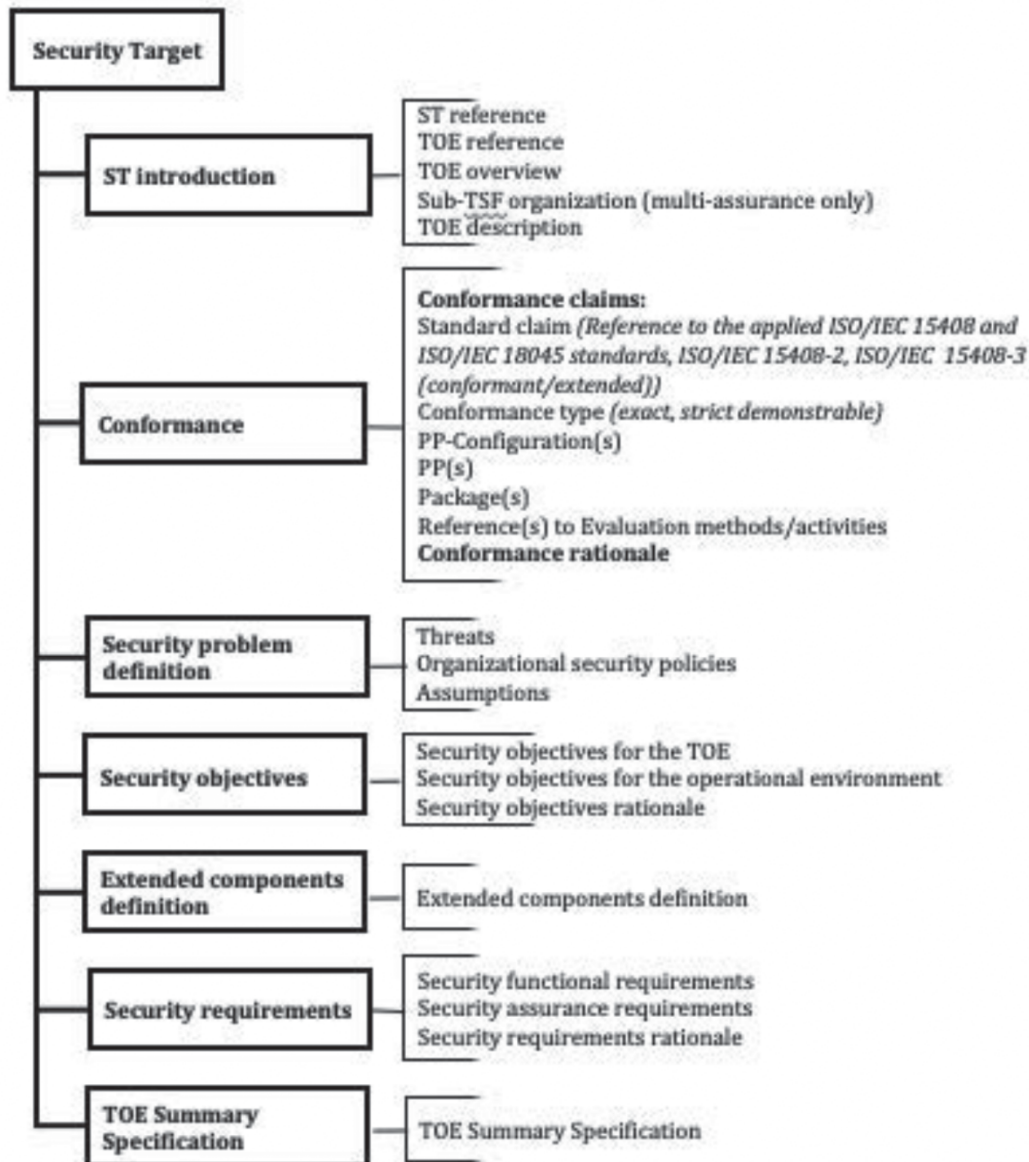 Security Target
ST introduction
ST reference
TOE reference
TOE overview
Sub-TSF organization (multi-assurance only)
TOE description
Conformance
Conformance claims:
Standard claim (Reference to the applied ISO/IEC 15408 and
ISO/IEC 18045 standards, ISO/IEC 15408-2, ISO/IEC 15408-3
(conformant/extended))
Conformance type (exact, strict demonstrable)
PP-Configuration(s)
PP(s)
Package(s)
Reference(s) to Evaluation methods/activities
Conformance rationale
Security problem
definition
Threats
Organizational security policies
Assumptions
Security objectives
Security objectives for the TOE
Security objectives for the operational environment
Security objectives rationale
Extended components
definition
Extended components definition
Security requirements
Security functional requirements
Security assurance requirements
Security requirements rationale
TOE Summary
Specification
TOE Summary Specification